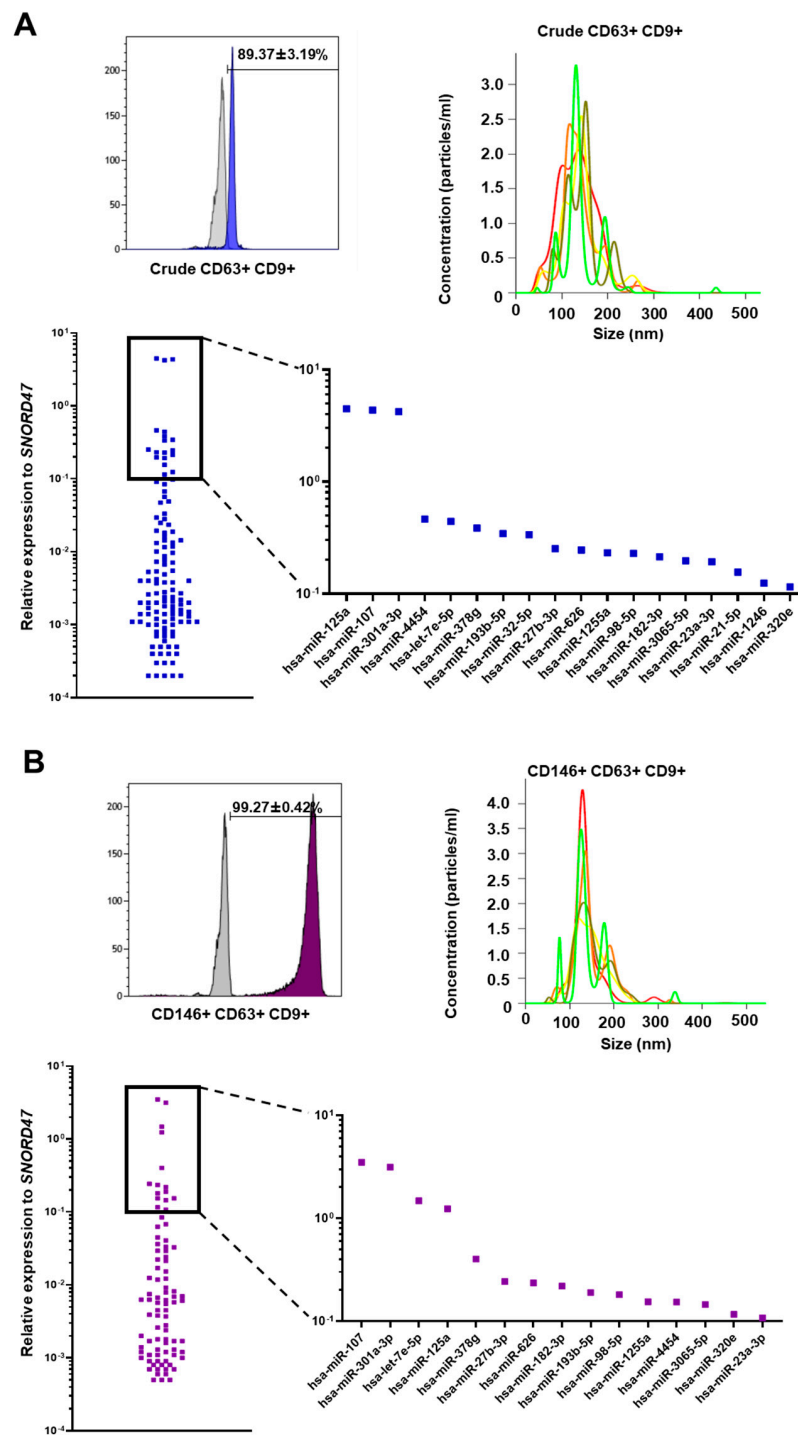 A
89.37±3.19%
200
150
100
50
0
Crude CD63+ CD9+
Crude CD63+ CD9+
Concentration (particles/ml)
3.0
2.5
2.0
1.5
1.0
0.5
0
0 100 200 300 400 500
Size (nm)
Relative expression to SNORD47
10¹
10⁰
10⁻¹
10⁻²
10⁻³
10⁻⁴
10¹
10⁰
10⁻¹
hsa-miR-125a
hsa-miR-107
hsa-miR-301a-3p
hsa-miR-4454
hsa-let-7e-5p
hsa-miR-378g
hsa-miR-193b-5p
hsa-miR-32-5p
hsa-miR-27b-3p
hsa-miR-626
hsa-miR-1255a
hsa-miR-98-5p
hsa-miR-182-3p
hsa-miR-3065-5p
hsa-miR-23a-3p
hsa-miR-21-5p
hsa-miR-1246
hsa-miR-320e
B
99.27±0.42%
200
150
100
50
0
CD146+ CD63+ CD9+
CD146+ CD63+ CD9+
Concentration (particles/ml)
4.0
3.5
3.0
2.5
2.0
1.5
1.0
0.5
0
0 100 200 300 400 500
Size (nm)
Relative expression to SNORD47
10¹
10⁰
10⁻¹
10⁻²
10⁻³
10⁻⁴
10¹
10⁰
10⁻¹
hsa-miR-107
hsa-miR-301a-3p
hsa-let-7e-5p
hsa-miR-125a
hsa-miR-378g
hsa-miR-27b-3p
hsa-miR-626
hsa-miR-182-3p
hsa-miR-193b-5p
hsa-miR-98-5p
hsa-miR-1255a
hsa-miR-4454
hsa-miR-3065-5p
hsa-miR-320e
hsa-miR-23a-3p